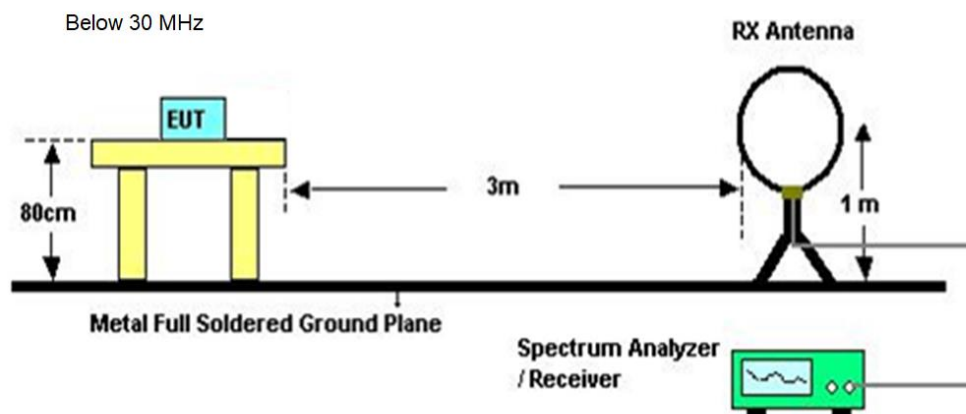 Below 30 MHz
RX Antenna
EUT
80cm
3m
1 m
Metal Full Soldered Ground Plane
Spectrum Analyzer
/ Receiver